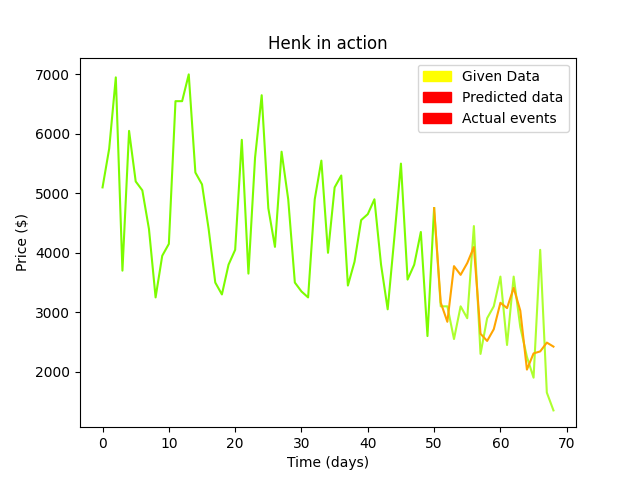 Henk in action
Given Data
Predicted data
Actual events
7000
6000
5000
4000
3000
2000
Price ($)
0 10 20 30 40 50 60 70
Time (days)